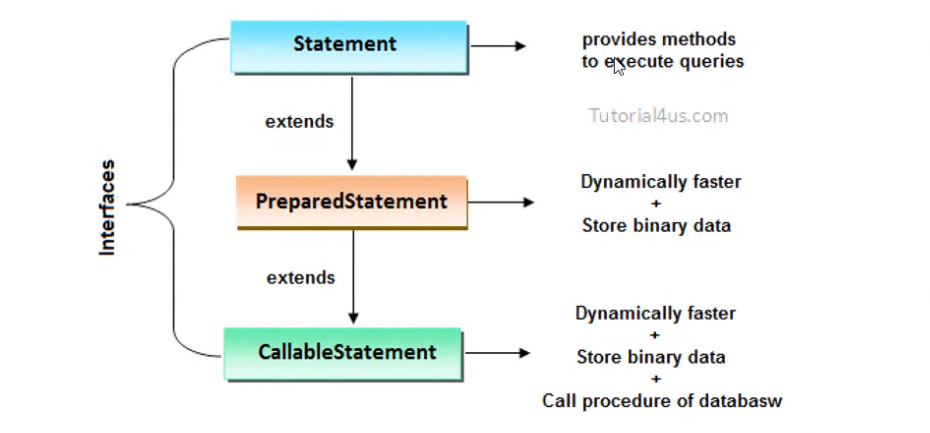 Statement
provides methods
to execute queries
extends
Tutorial4us.com
Interfaces
PreparedStatement
Dynamically faster
+
Store binary data
extends
CallableStatement
Dynamically faster
+
Store binary data
+
Call procedure of databasw